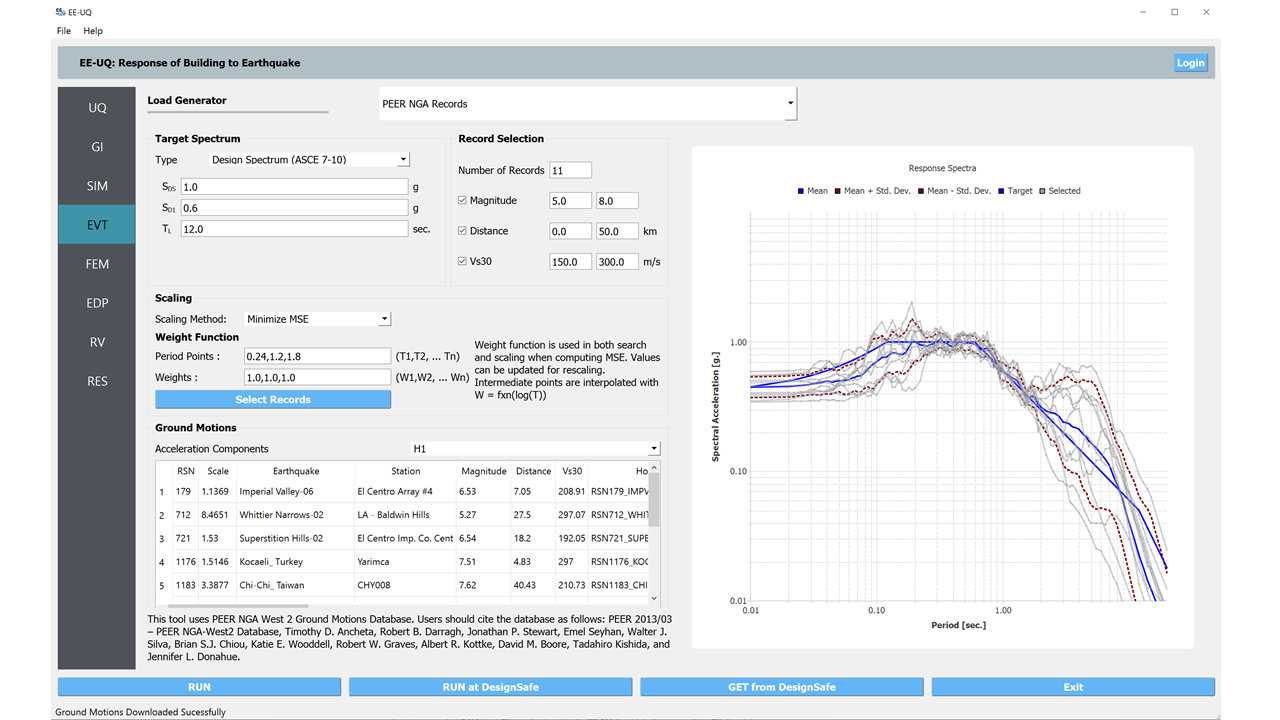 EE-UQ
File Help
EE-UQ: Response of Building to Earthquake
Login
UQ
GI
SIM
EVT
FEM
EDP
RV
RES
Load Generator
PEER NGA Records
Target Spectrum
Type Design Spectrum (ASCE 7-10)
SDS 1.0 g
SD1 0.6 g
TL 12.0 sec.
Record Selection
Number of Records 11
Magnitude 5.0 8.0
Distance 0.0 50.0 km
Vs30 150.0 300.0 m/s
Scaling
Scaling Method: Minimize MSE
Weight Function
Period Points : 0.24,1.2,1.8 (T1,T2, ... Tn)
Weights : 1.0,1.0,1.0 (W1,W2, ... Wn)
Select Records
Weight function is used in both search
and scaling when computing MSE. Values
can be updated for rescaling.
Intermediate points are interpolated with
W = fxn(log(T))
Ground Motions
Acceleration Components H1
RSN Scale Earthquake Station Magnitude Distance Vs30 Ho
1 179 1.1369 Imperial Valley-06 El Centro Array #4 6.53 7.05 208.91 RSN179_IMPV
2 712 8.4651 Whittier Narrows-02 LA - Baldwin Hills 5.27 27.5 297.07 RSN712_WHIT
3 721 1.53 Superstition Hills-02 El Centro Imp. Co. Cent 6.54 18.2 192.05 RSN721_SUPE
4 1176 1.5146 Kocaeli_ Turkey Yarimca 7.51 4.83 297 RSN1176_KOC
5 1183 3.3877 Chi-Chi_ Taiwan CHY008 7.62 40.43 210.73 RSN1183_CHI
This tool uses PEER NGA West 2 Ground Motions Database. Users should cite the database as follows: PEER 2013/03
– PEER NGA-West2 Database, Timothy D. Ancheta, Robert B. Darragh, Jonathan P. Stewart, Emel Seyhan, Walter J.
Silva, Brian S.J. Chiou, Katie E. Wooddell, Robert W. Graves, Albert R. Kottke, David M. Boore, Tadahiro Kishida, and
Jennifer L. Donahue.
Response Spectra
Mean Mean + Std. Dev. Mean - Std. Dev. Target Selected
Spectral Acceleration [g.]
1.00
0.10
0.01
0.01 0.10 1.00
Period [sec.]
RUN
RUN at DesignSafe
GET from DesignSafe
Exit
Ground Motions Downloaded Sucessfully